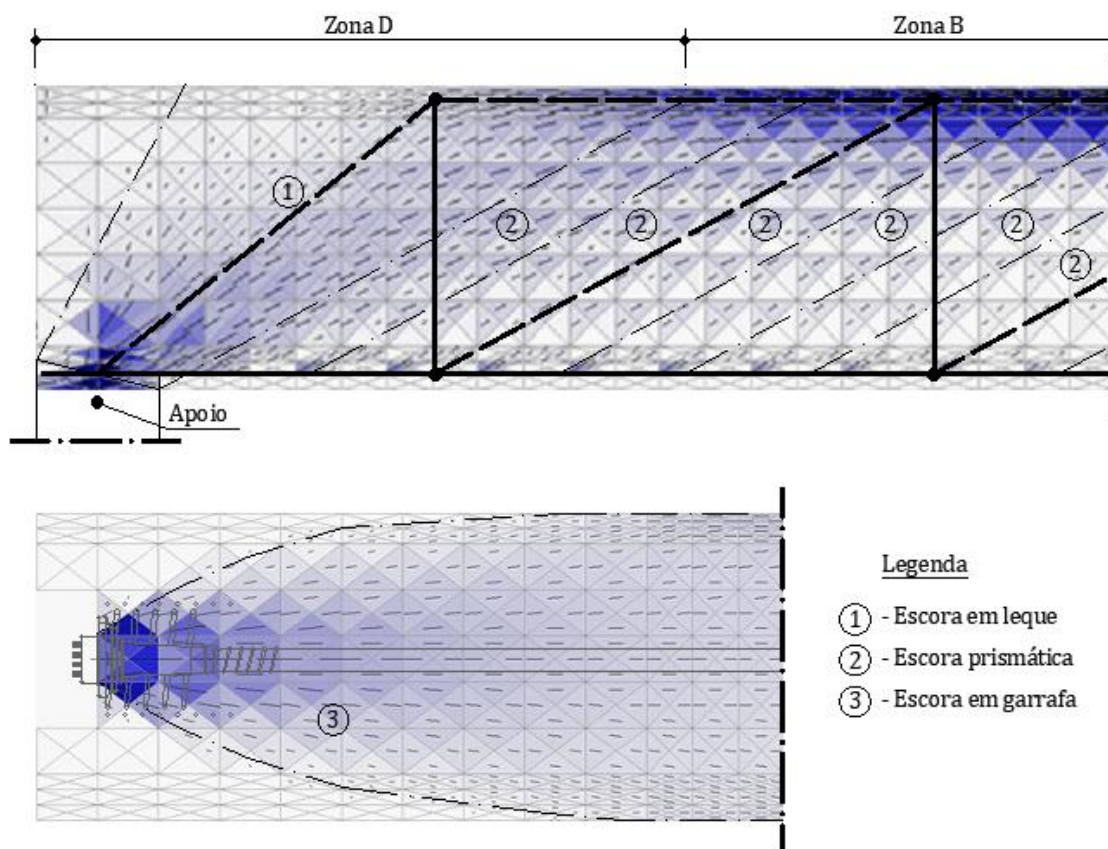 Zona D
Zona B
1
2
2
2
2
2
2
Apoio
3
Legenda
1 - Escora em leque
2 - Escora prismática
3 - Escora em garrafa